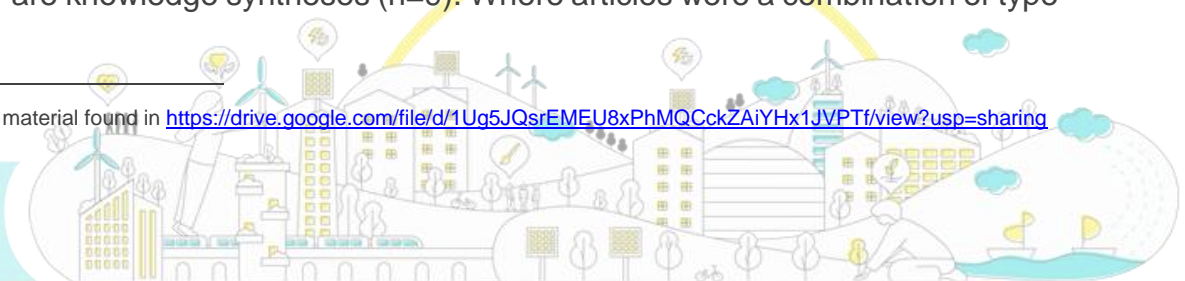 are knowledge syntheses (n=9). Where articles were a combination of type
material found in https://drive.google.com/file/d/1Ug5JQsrEMEU8xPhMQCckZAiYHx1JVPTf/view?usp=sharing